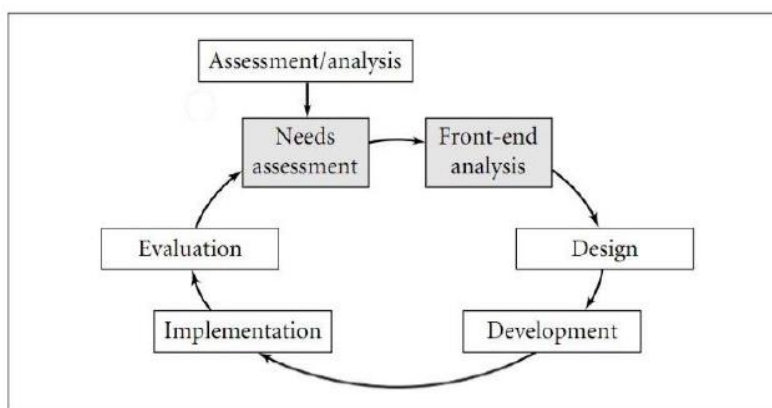 Assessment/analysis
Needs
assessment
Front-end
analysis
Evaluation
Design
Implementation
Development